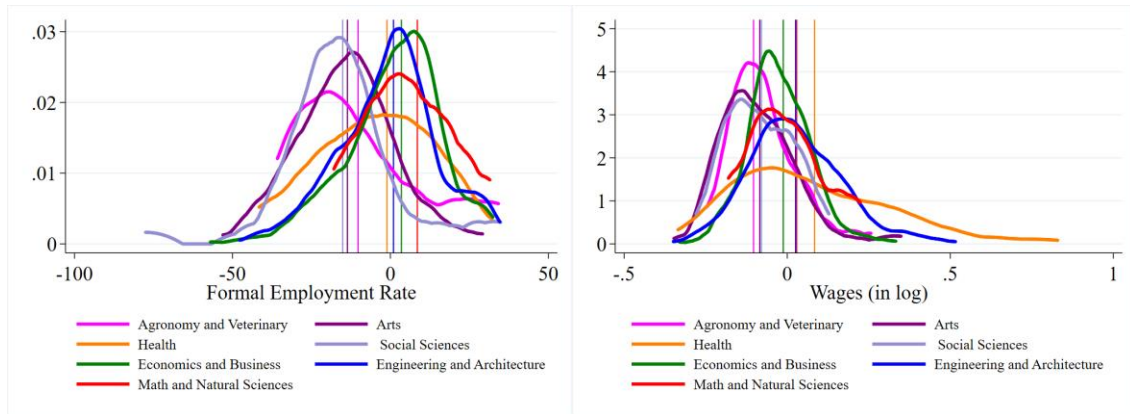 .03
.02
.01
0
-100
-50
0
50
Formal Employment Rate
Agronomy and Veterinary
Arts
Health
Social Sciences
Economics and Business
Engineering and Architecture
Math and Natural Sciences
5
4
3
2
1
0
-.5
0
.5
1
Wages (in log)
Agronomy and Veterinary
Arts
Health
Social Sciences
Economics and Business
Engineering and Architecture
Math and Natural Sciences